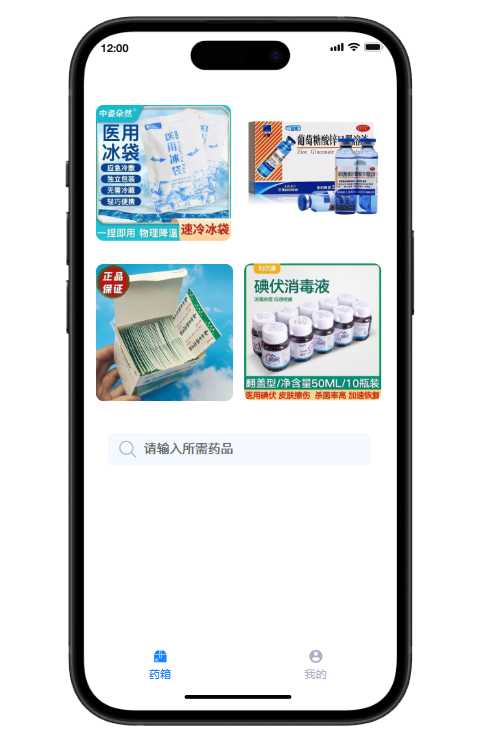 12:00
中姿朵然
医用
冰袋
应急冷敷
独立包装
无需冷藏
轻巧便携
一捏即用 物理降温
速冷冰袋
葡萄糖酸锌口服溶液
Zinc Gluconate
正品
保证
利尔康
碘伏消毒液
翻盖型/净含量50ML/10瓶装
医用碘伏 皮肤擦伤 杀菌率高 加速恢复
请输入所需药品
药箱
我的